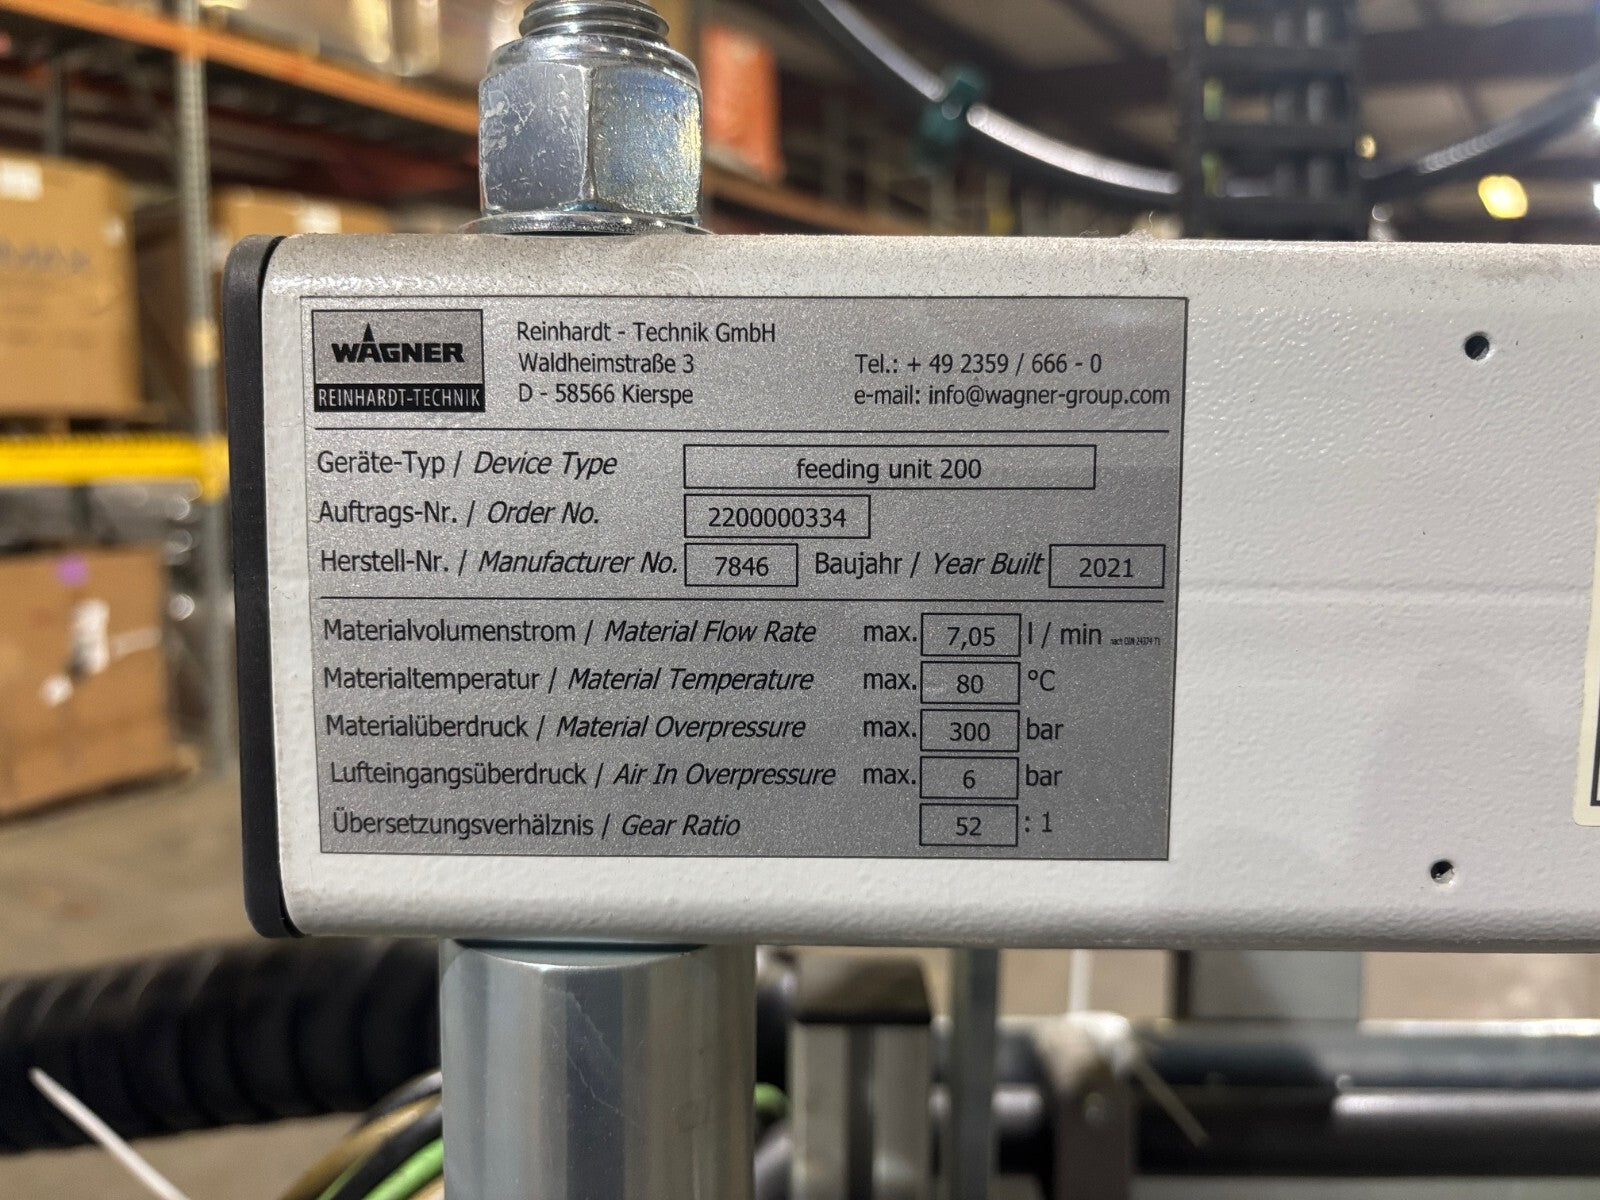 WAGNER
REINHARDT-TECHNIK
Reinhardt - Technik GmbH
Waldheimstraße 3
D - 58566 Kierspe
Tel.: + 49 2359 / 666 - 0
e-mail: info@wagner-group.com
Geräte-Typ / Device Type feeding unit 200
Auftrags-Nr. / Order No. 2200000334
Herstell-Nr. / Manufacturer No. 7846 Baujahr / Year Built 2021
Materialvolumenstrom / Material Flow Rate max. 7,05 l / min
Materialtemperatur / Material Temperature max. 80 °C
Materialüberdruck / Material Overpressure max. 300 bar
Lufteingangsüberdruck / Air In Overpressure max. 6 bar
Übersetzungsverhälznis / Gear Ratio 52 : 1